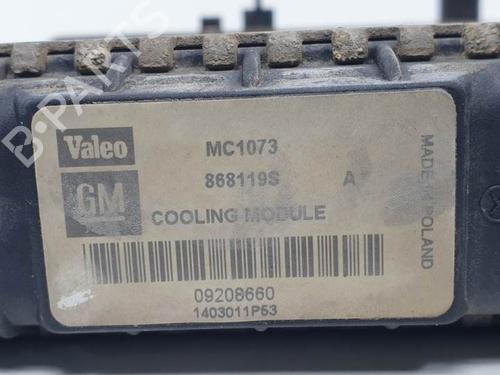 B-PARTS
Valeo MC1073
868119S A
GM
COOLING MODULE
09208660
1403011P53
MADE IN POLAND